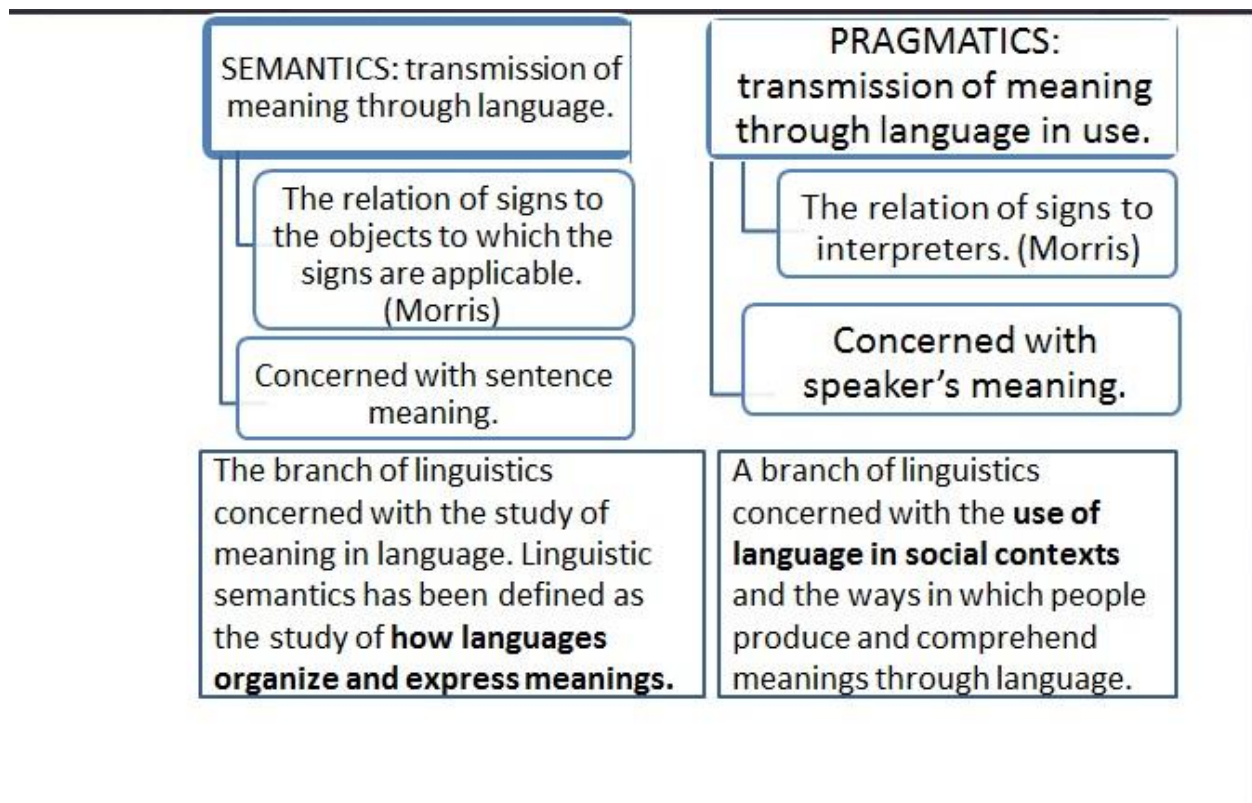 SEMANTICS: transmission of
meaning through language.
The relation of signs to
the objects to which the
signs are applicable.
(Morris)
Concerned with sentence
meaning.
The branch of linguistics
concerned with the study of
meaning in language. Linguistic
semantics has been defined as
the study of how languages
organize and express meanings.
PRAGMATICS:
transmission of meaning
through language in use.
The relation of signs to
interpreters. (Morris)
Concerned with
speaker’s meaning.
A branch of linguistics
concerned with the use of
language in social contexts
and the ways in which people
produce and comprehend
meanings through language.